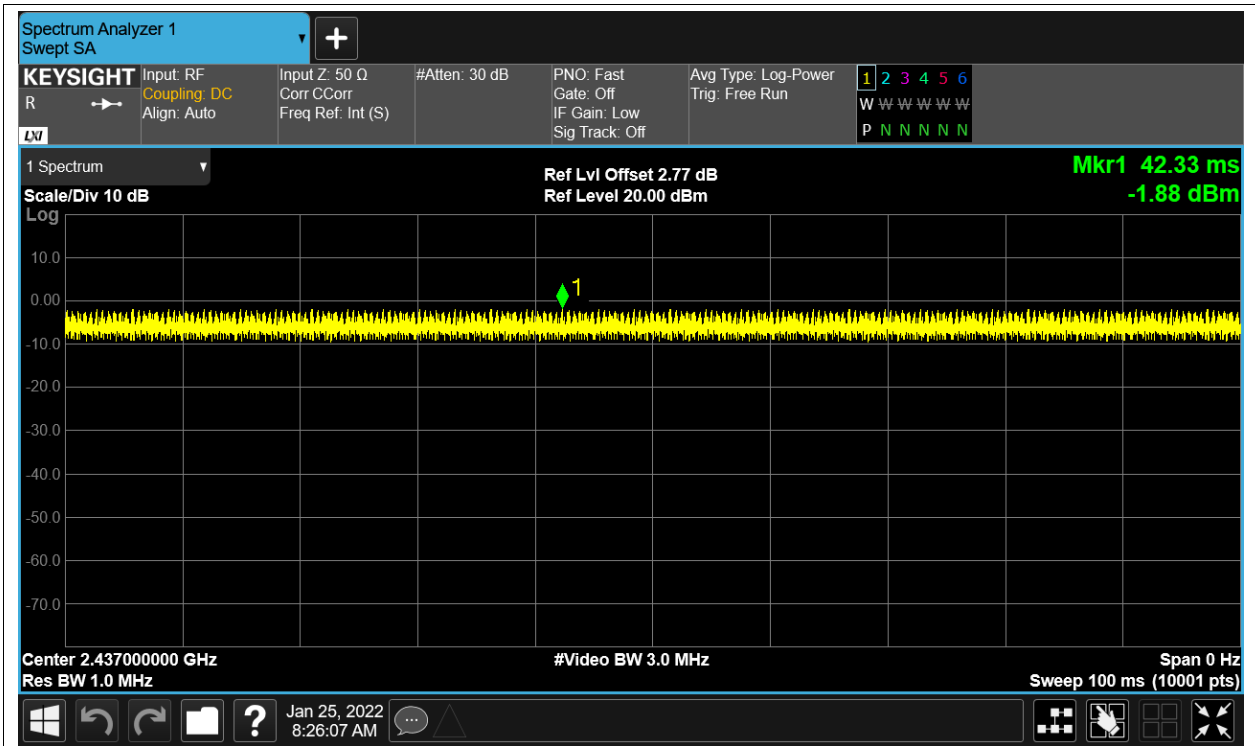 Spectrum Analyzer 1
Swept SA
KEYSIGHT
R
LXI
Input: RF
Coupling: DC
Align: Auto
Input Z: 50 Ω
Corr CCorr
Freq Ref: Int (S)
#Atten: 30 dB
PNO: Fast
Gate: Off
IF Gain: Low
Sig Track: Off
Avg Type: Log-Power
Trig: Free Run
1 2 3 4 5 6
W W W W W W
P N N N N N
1 Spectrum
Scale/Div 10 dB
Log
Ref Lvl Offset 2.77 dB
Ref Level 20.00 dBm
Mkr1 42.33 ms
-1.88 dBm
10.0
0.00
-10.0
-20.0
-30.0
-40.0
-50.0
-60.0
-70.0
1
Center 2.437000000 GHz
Res BW 1.0 MHz
#Video BW 3.0 MHz
Span 0 Hz
Sweep 100 ms (10001 pts)
?
Jan 25, 2022
8:26:07 AM